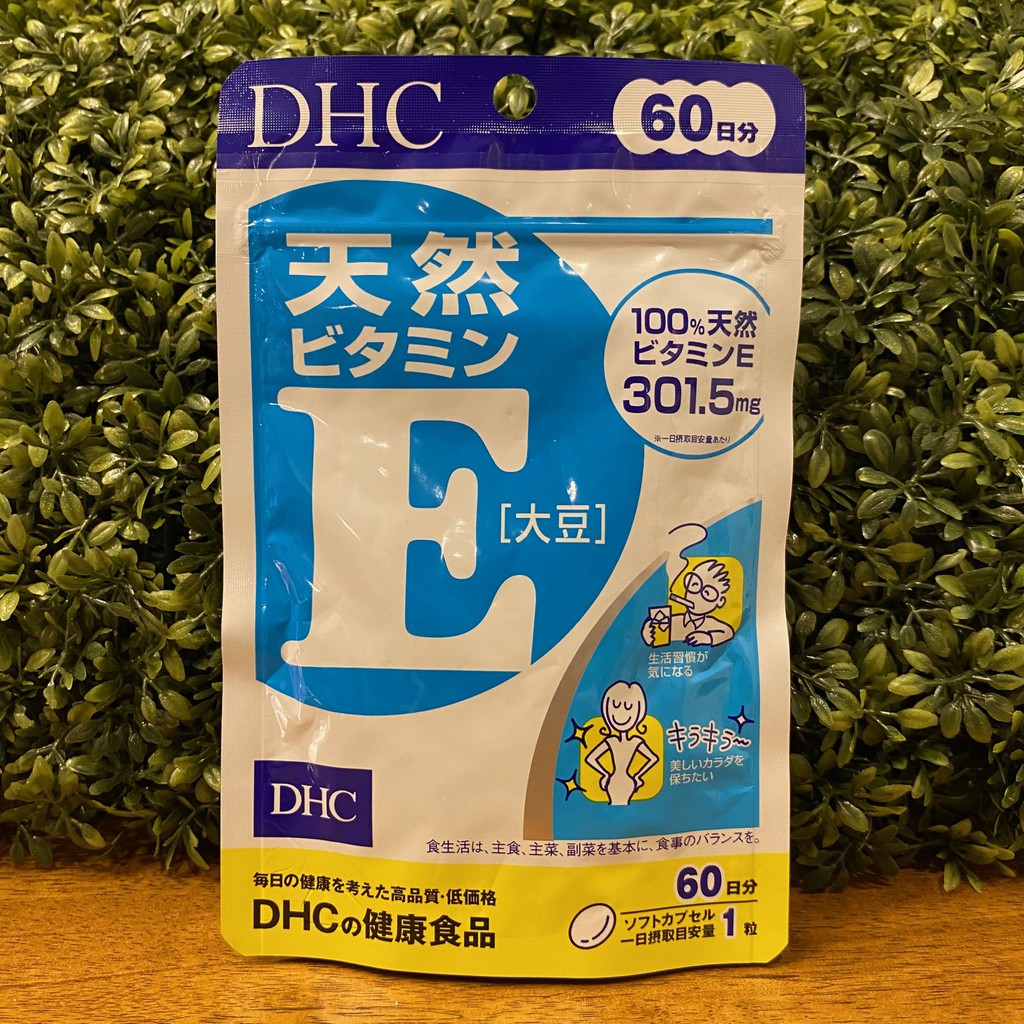 DHC
60日分
天然
ビタミン
E
[大豆]
100%天然
ビタミンE
301.5mg
※一日摂取目安量あたり
生活習慣が
気になる
キラキラ〜
美しいカラダを
保ちたい
DHC
食生活は、主食、主菜、副菜を基本に、食事のバランスを。
毎日の健康を考えた高品質・低価格
DHCの健康食品
60日分
ソフトカプセル
一日摂取目安量 1粒